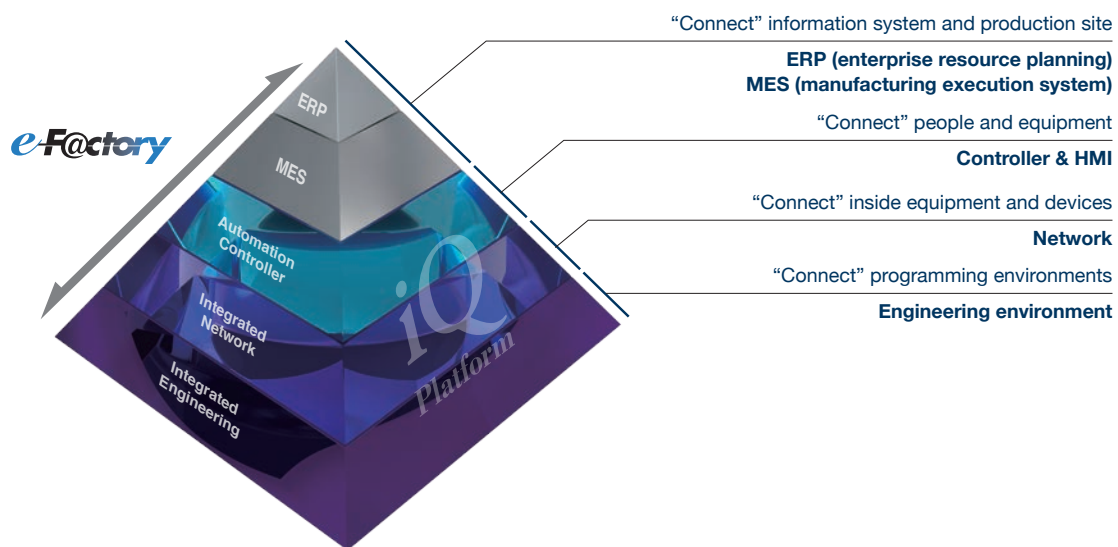 “Connect” information system and production site
ERP (enterprise resource planning)
MES (manufacturing execution system)
“Connect” people and equipment
Controller & HMI
“Connect” inside equipment and devices
Network
“Connect” programming environments
Engineering environment
e-F@ctory
ERP
MES
Automation
Controller
Integrated
Network
Integrated
Engineering
iQ
Platform